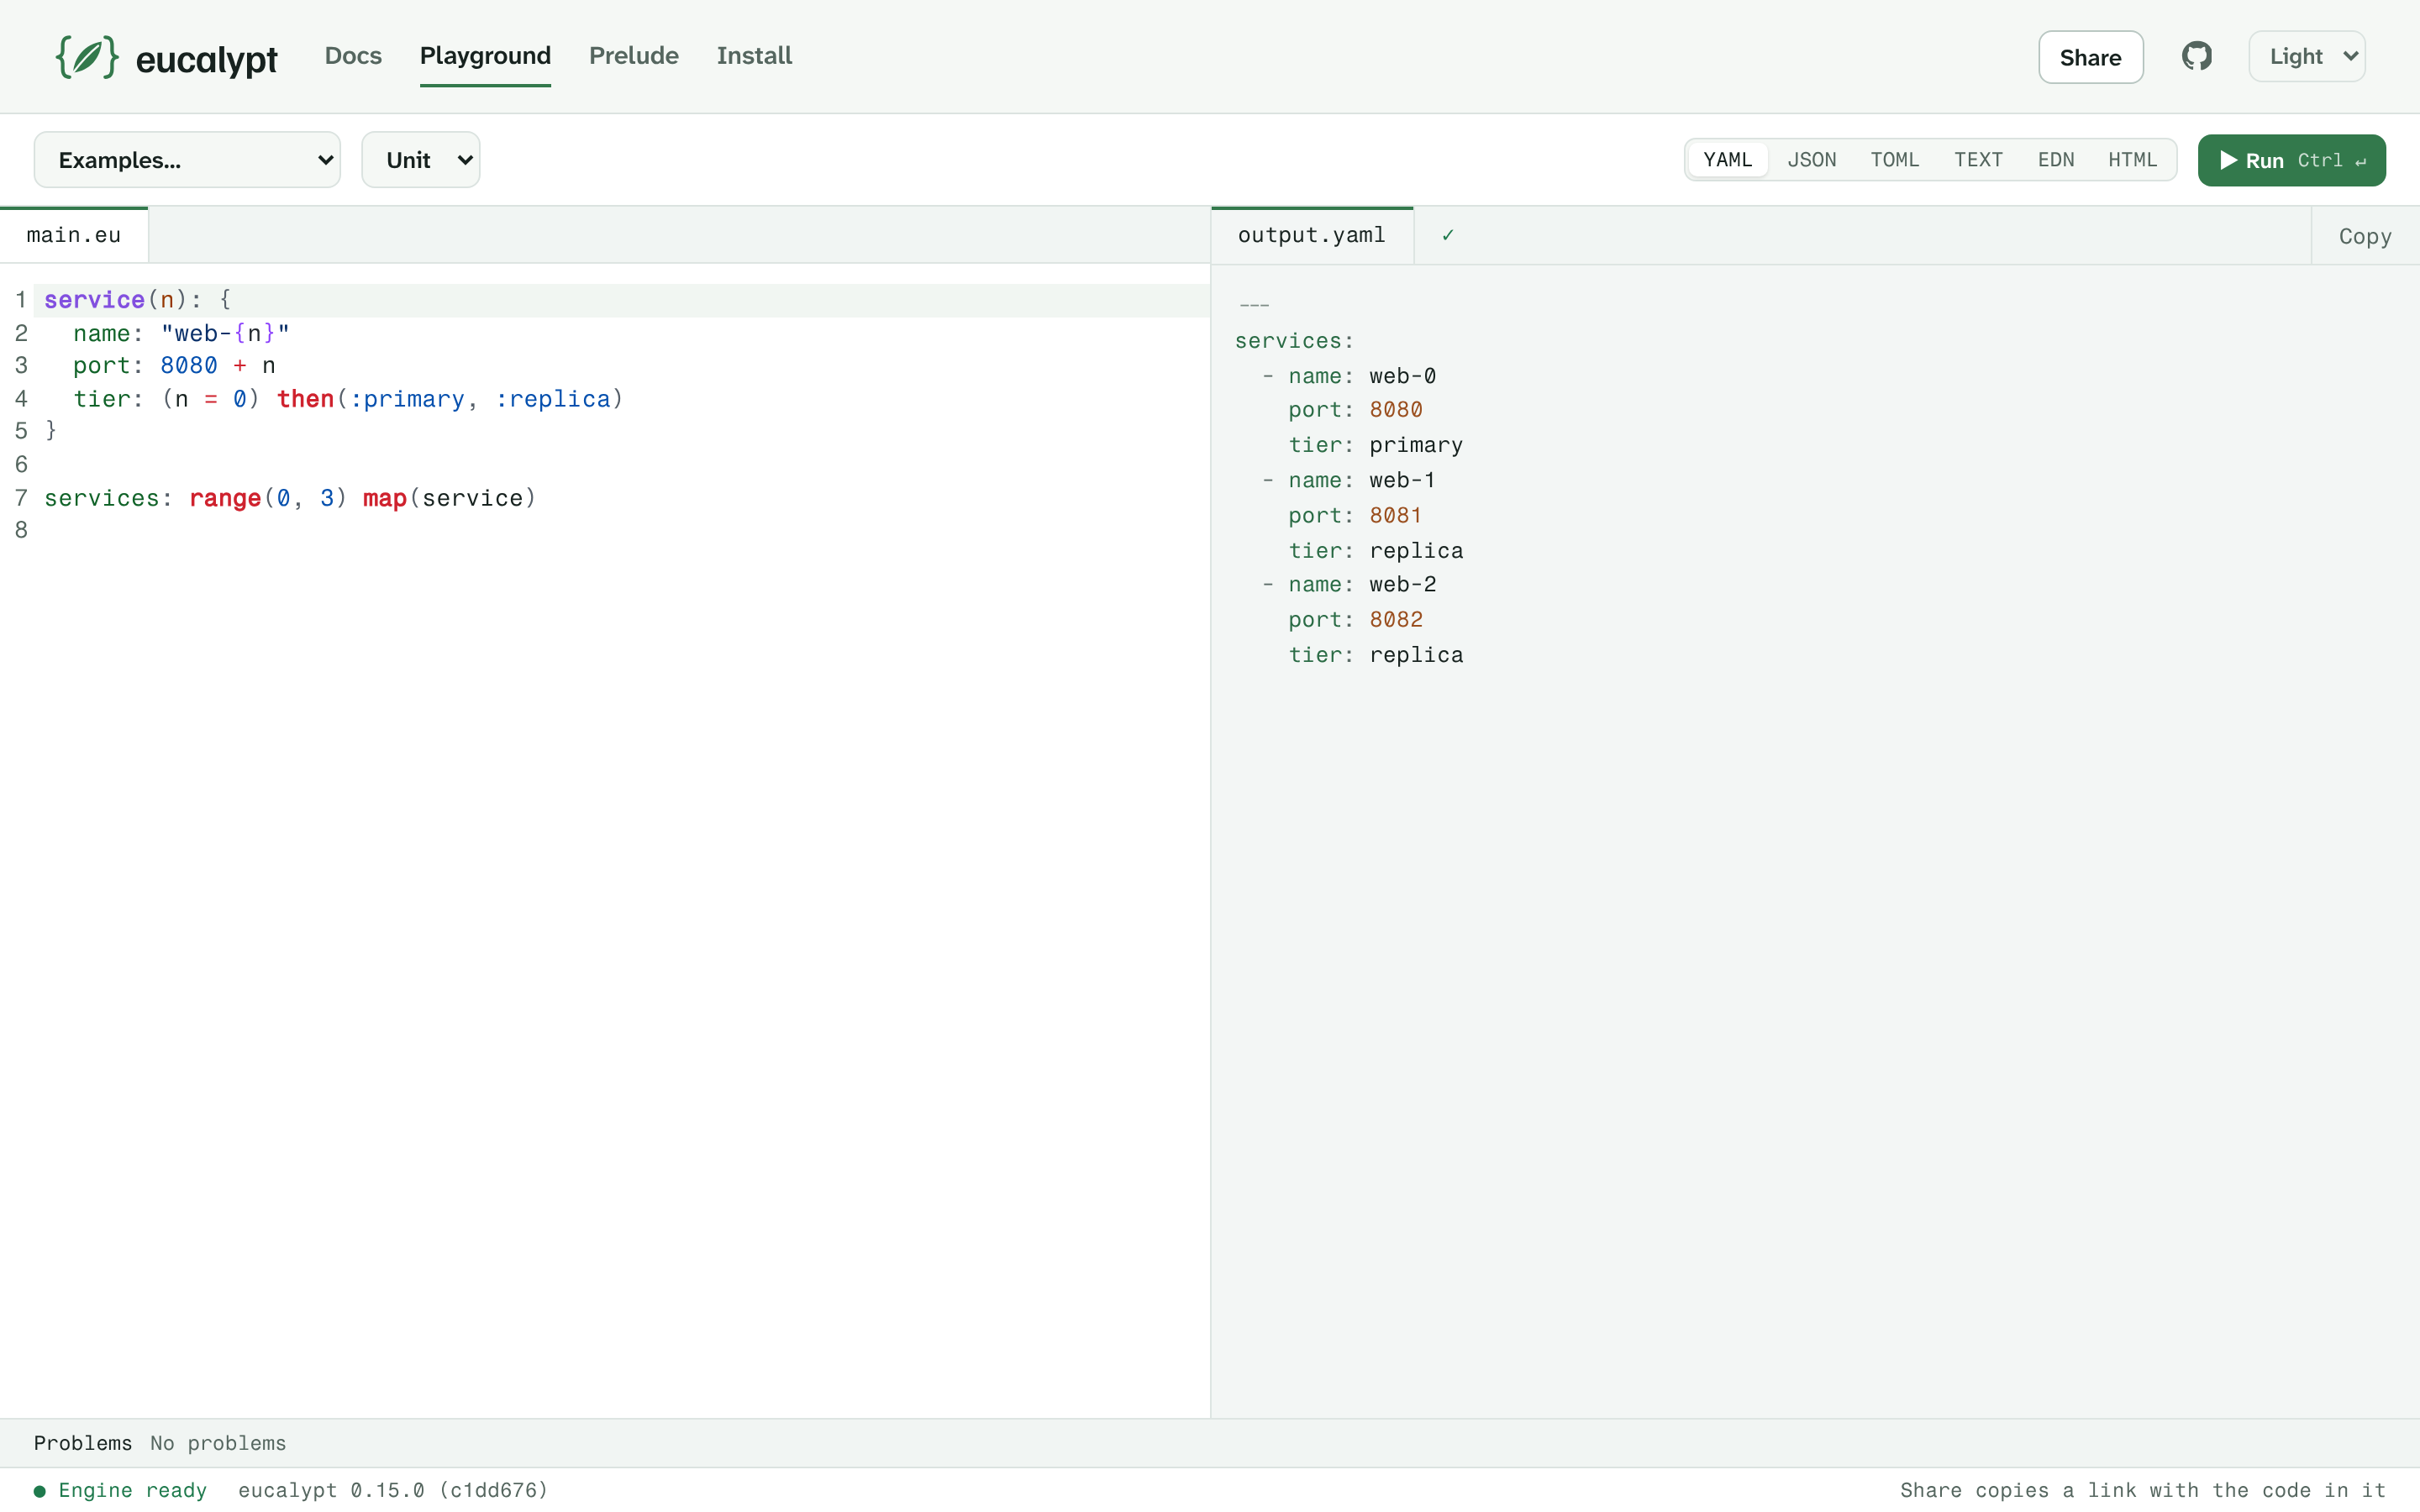 eucalypt Docs Playground Prelude Install Share Light
Examples... Unit YAML JSON TOML TEXT EDN HTML ▶ Run Ctrl ↵
main.eu
1 service(n): {
2   name: "web-{n}"
3   port: 8080 + n
4   tier: (n = 0) then(:primary, :replica)
5 }
6
7 services: range(0, 3) map(service)
8
output.yaml ✓ Copy
---
services:
  - name: web-0
    port: 8080
    tier: primary
  - name: web-1
    port: 8081
    tier: replica
  - name: web-2
    port: 8082
    tier: replica
Problems No problems
● Engine ready eucalypt 0.15.0 (c1dd676) Share copies a link with the code in it